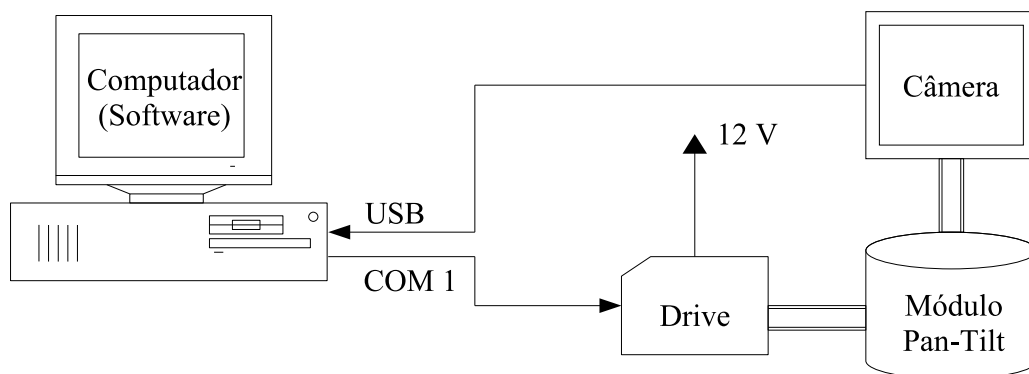 Computador
(Software)
Câmera
12 V
USB
COM 1
Drive
Módulo
Pan-Tilt